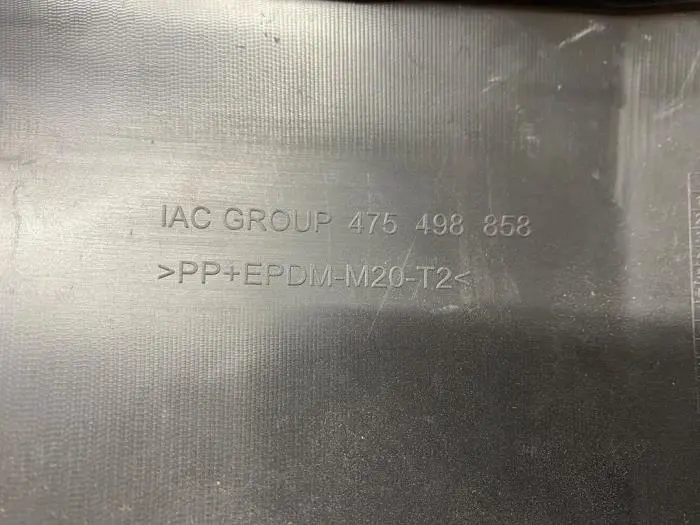 IAC GROUP 475 498 858
>PP+EPDM-M20-T2<